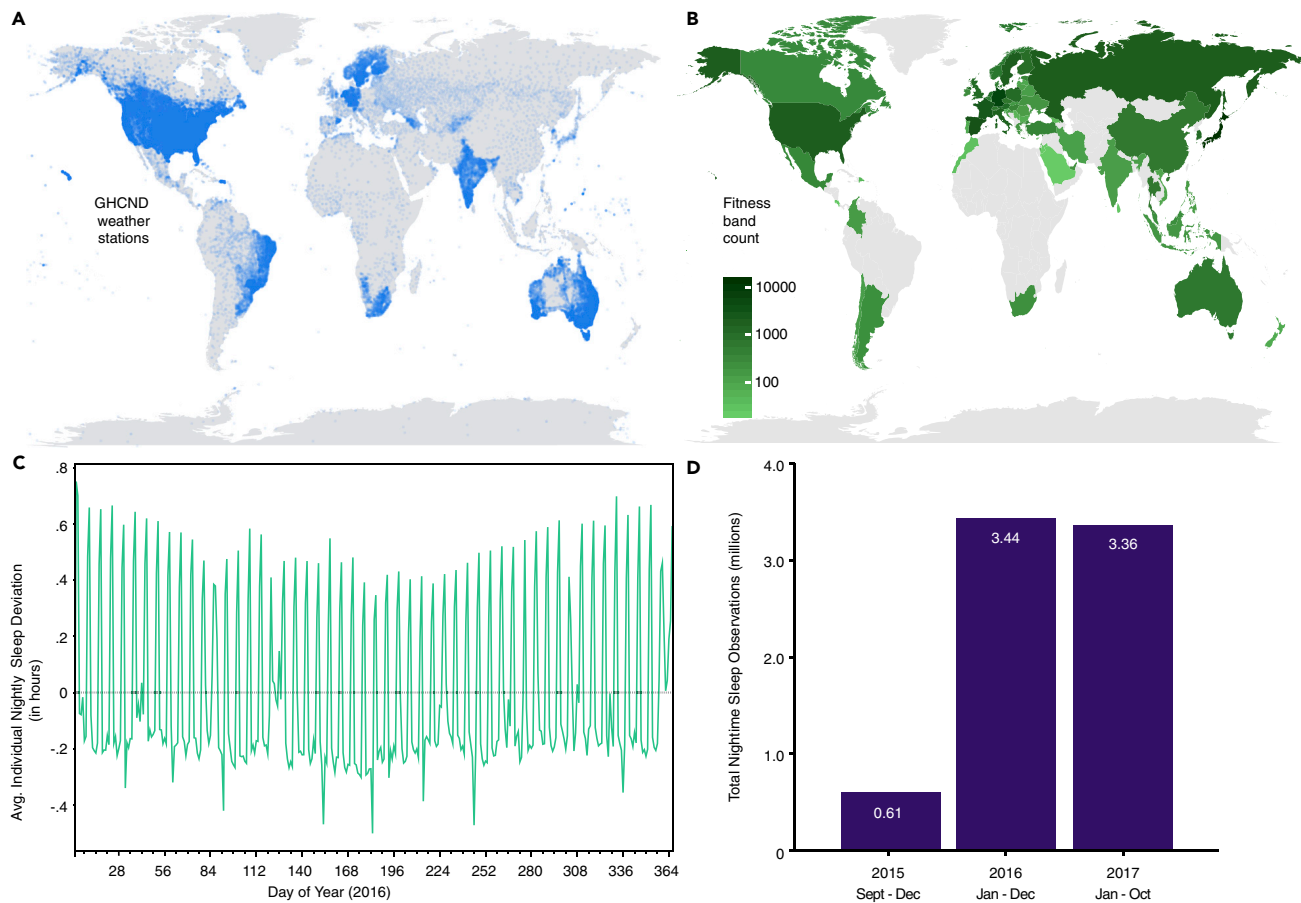 A
GHCND
weather
stations
B
Fitness
band
count
10000
1000
100
C
Avg. Individual Nightly Sleep Deviation
(in hours)
.8
.6
.4
.2
0
-.2
-.4
28 56 84 112 140 168 196 224 252 280 308 336 364
Day of Year (2016)
D
Total Nightime Sleep Observations (millions)
4.0
3.0
2.0
1.0
0
0.61
3.44
3.36
2015 2016 2017
Sept - Dec Jan - Dec Jan - Oct